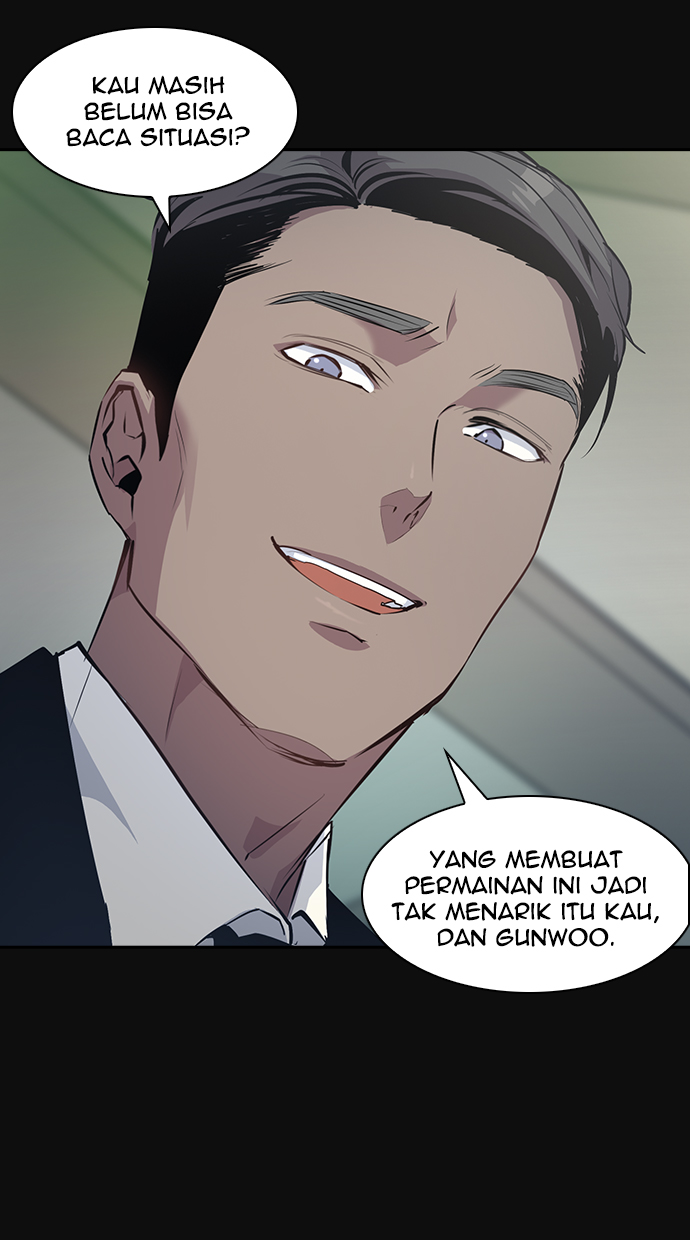 KAU MASIH
BELUM BISA
BACA SITUASI?
YANG MEMBUAT
PERMAINAN INI JADI
TAK MENARIK ITU KAU,
DAN GUNWOO.